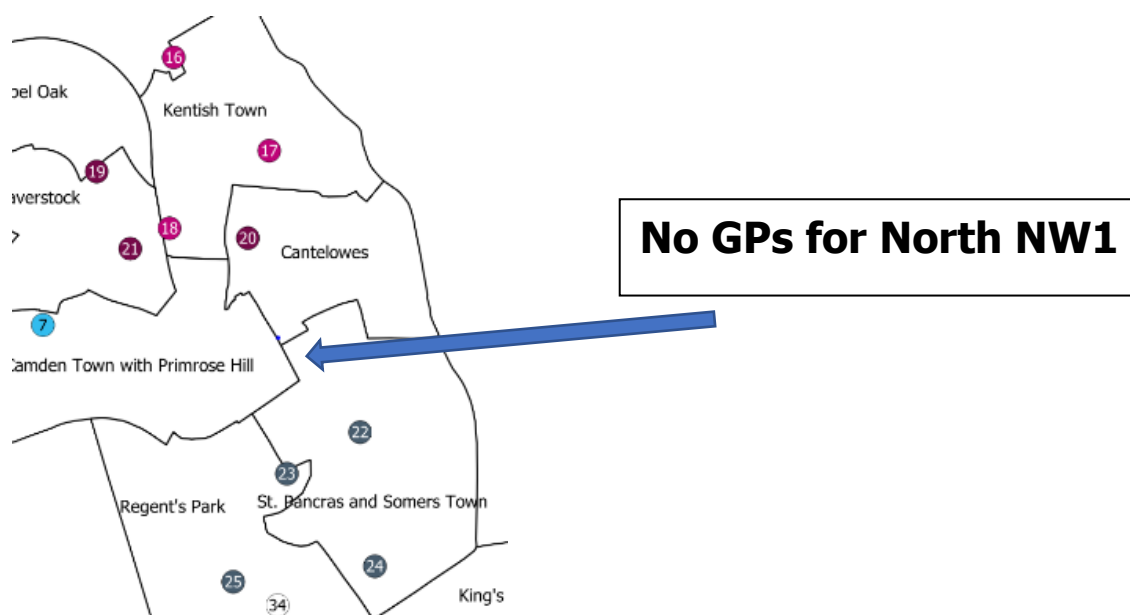 16
pel Oak
Kentish Town
17
19
averstock
18
20
21
Cantelowes
No GPs for North NW1
7
Camden Town with Primrose Hill
22
23
Regent's Park
St. Pancras and Somers Town
24
25
34
King's